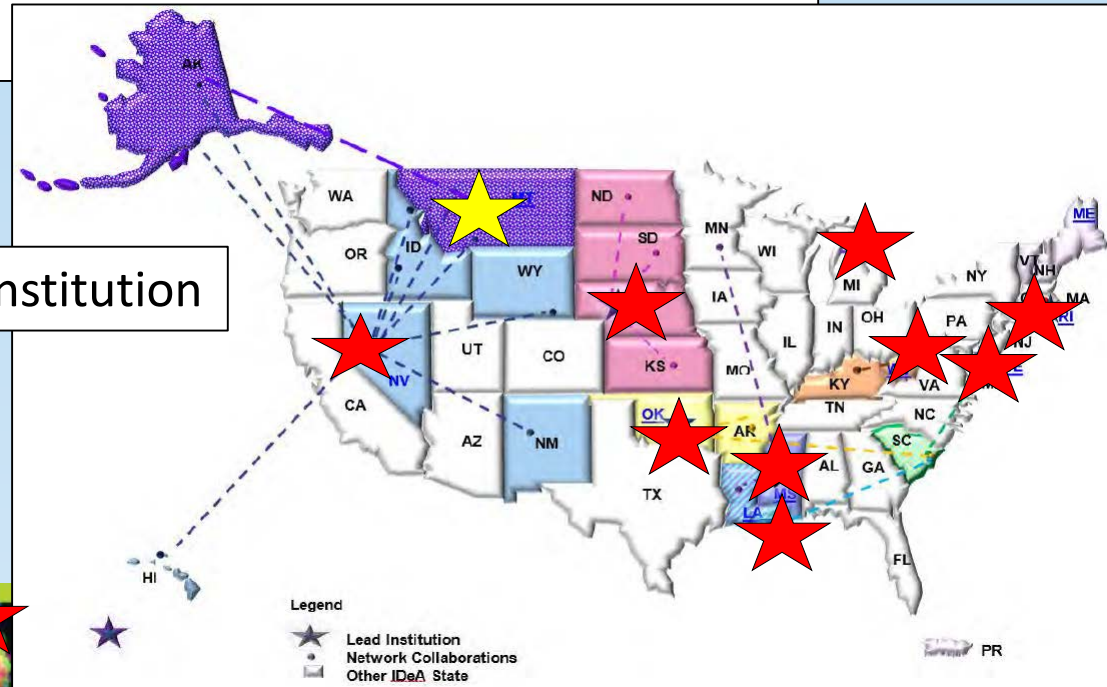 AK
WA
MT
ND
ME
OR
ID
SD
MN
WI
VT
NH
WY
MI
NY
MA
IA
RI
nstitution
IN
OH
PA
NJ
IL
UT
CO
NV
KS
MO
KY
VA
CA
TN
NC
OK
AR
AZ
NM
SC
AL
GA
TX
MS
LA
FL
HI
Legend
Lead Institution
Network Collaborations
Other IDeA State
PR